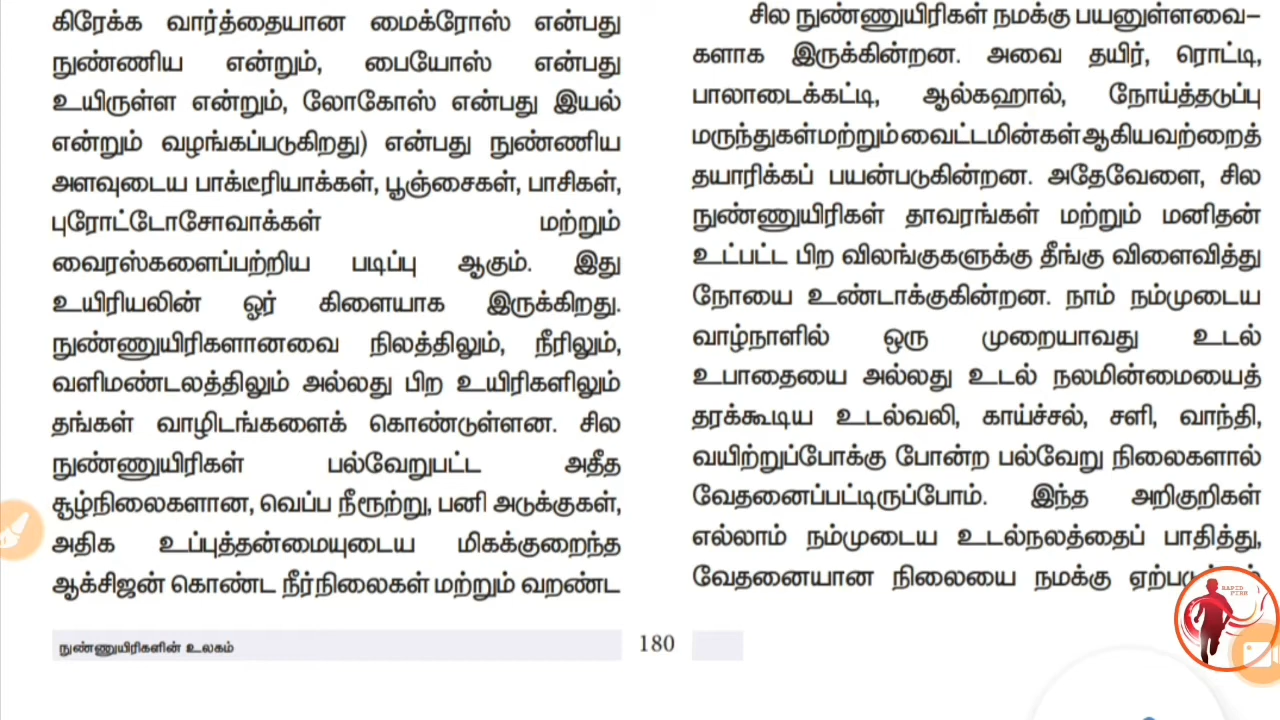 கிரேக்க வார்த்தையான மைக்ரோஸ் என்பது
நுண்ணிய என்றும், பையோஸ் என்பது
உயிருள்ள என்றும், லோகோஸ் என்பது இயல்
என்றும் வழங்கப்படுகிறது) என்பது நுண்ணிய
அளவுடைய பாக்டீரியாக்கள், பூஞ்சைகள், பாசிகள்,
புரோட்டோசோவாக்கள் மற்றும்
வைரஸ்களைப்பற்றிய படிப்பு ஆகும். இது
உயிரியலின் ஓர் கிளையாக இருக்கிறது.
நுண்ணுயிரிகளானவை நிலத்திலும், நீரிலும்,
வளிமண்டலத்திலும் அல்லது பிற உயிரிகளிலும்
தங்கள் வாழிடங்களைக் கொண்டுள்ளன. சில
நுண்ணுயிரிகள் பல்வேறுபட்ட அதீத
சூழ்நிலைகளான, வெப்ப நீரூற்று, பனி அடுக்குகள்,
அதிக உப்புத்தன்மையுடைய மிகக்குறைந்த
ஆக்சிஜன் கொண்ட நீர்நிலைகள் மற்றும் வறண்ட
சில நுண்ணுயிரிகள் நமக்கு பயனுள்ளவை–
களாக இருக்கின்றன. அவை தயிர், ரொட்டி,
பாலாடைக்கட்டி, ஆல்கஹால், நோய்த்தடுப்பு
மருந்துகள்மற்றும்வைட்டமின்கள்ஆகியவற்றைத்
தயாரிக்கப் பயன்படுகின்றன. அதேவேளை, சில
நுண்ணுயிரிகள் தாவரங்கள் மற்றும் மனிதன்
உட்பட்ட பிற விலங்குகளுக்கு தீங்கு விளைவித்து
நோயை உண்டாக்குகின்றன. நாம் நம்முடைய
வாழ்நாளில் ஒரு முறையாவது உடல்
உபாதையை அல்லது உடல் நலமின்மையைத்
தரக்கூடிய உடல்வலி, காய்ச்சல், சளி, வாந்தி,
வயிற்றுப்போக்கு போன்ற பல்வேறு நிலைகளால்
வேதனைப்பட்டிருப்போம். இந்த அறிகுறிகள்
எல்லாம் நம்முடைய உடல்நலத்தைப் பாதித்து,
வேதனையான நிலையை நமக்கு
நுண்ணுயிரிகளின் உலகம்
180
RAPID